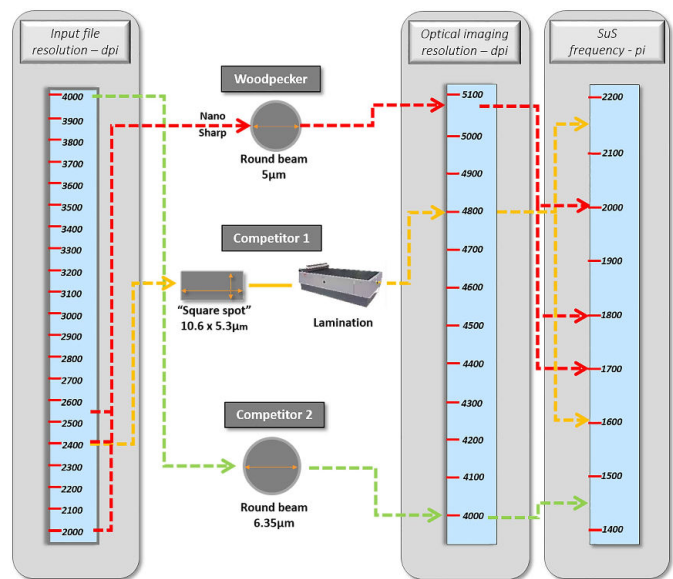 Input file
resolution – dpi
4000
3900
3800
3700
3600
3500
3400
3200
3100
3000
2900
2800
2700
2600
2500
2400
2300
2200
2100
2000
Woodpecker
Nano
Sharp
Round beam
5µm
Competitor 1
"Square spot"
10.6 x 5.3µm
Lamination
Competitor 2
Round beam
6.35µm
Optical imaging
resolution – dpi
5100
5000
4900
4800
4700
4600
4500
4400
4300
4200
4100
4000
SuS
frequency - pi
2200
2100
2000
1900
1800
1700
1600
1500
1400